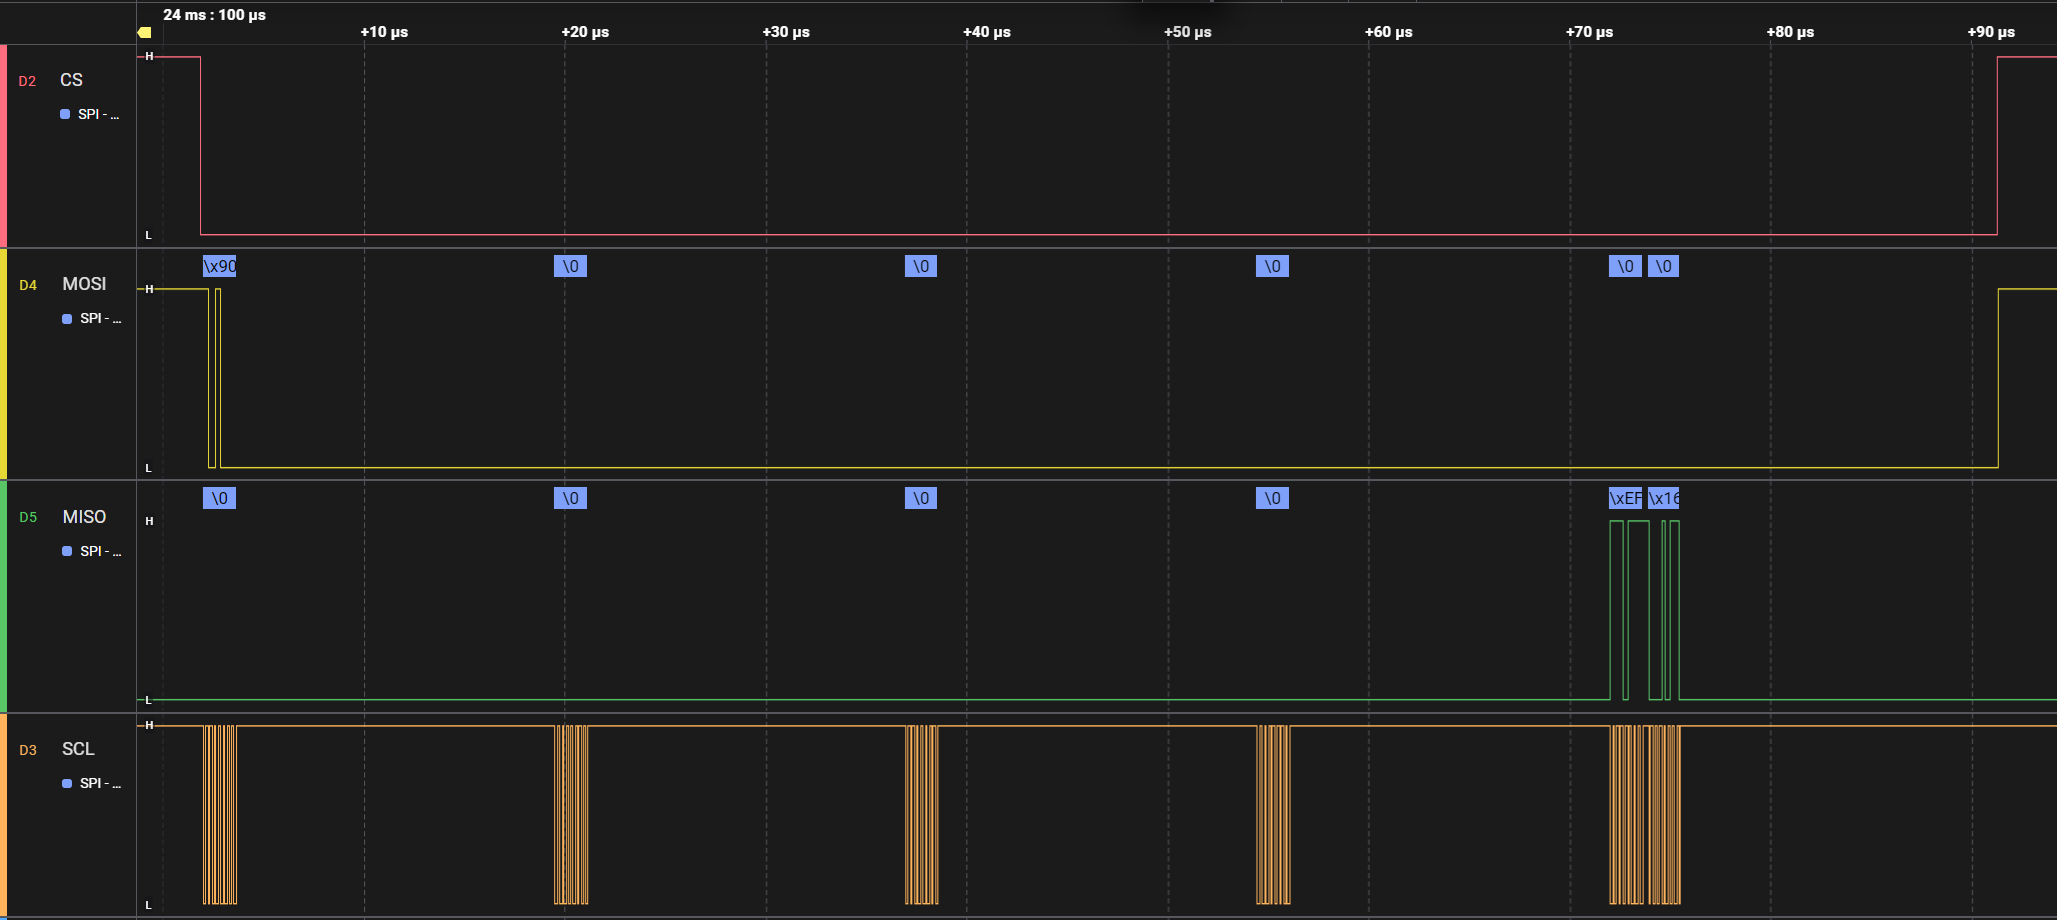 24 ms : 100 µs
+10 µs +20 µs +30 µs +40 µs +50 µs +60 µs +70 µs +80 µs +90 µs
H
D2 CS
SPI - ...
L
\x90 \0 \0 \0 \0 \0
D4 MOSI
H
SPI - ...
L
\0 \0 \0 \0 \xEF \x16
D5 MISO
H
SPI - ...
L
H
D3 SCL
SPI - ...
L